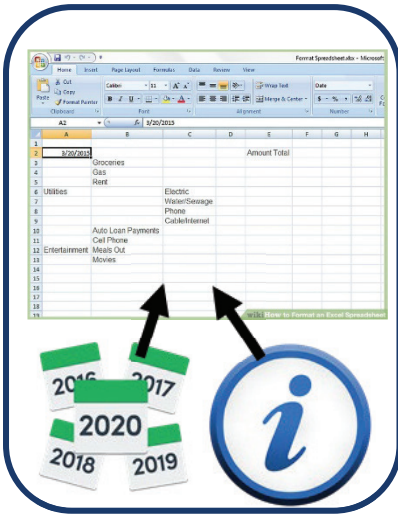 Format Spreadsheet.xlsx - Microsoft
Home Insert Page Layout Formulas Data Review View
Cut
Copy
Format Painter
Paste
Clipboard
Calibri 11 A A
B I U A
Font
Wrap Text
Merge & Center
Alignment
Date
$ % ,
Number
A2 fx 3/20/2015
A B C D E F G H
1
2 3/20/2015 Amount Total
3 Groceries
4 Gas
5 Rent
6 Utilities Electric
7 Water/Sewage
8 Phone
9 Cable/Internet
10 Auto Loan Payments
11 Cell Phone
12 Entertainment Meals Out
13 Movies
14
15
16
17
18
19
wikiHow to Format an Excel Spreadsheet
2016 2017
2020
2018 2019
i